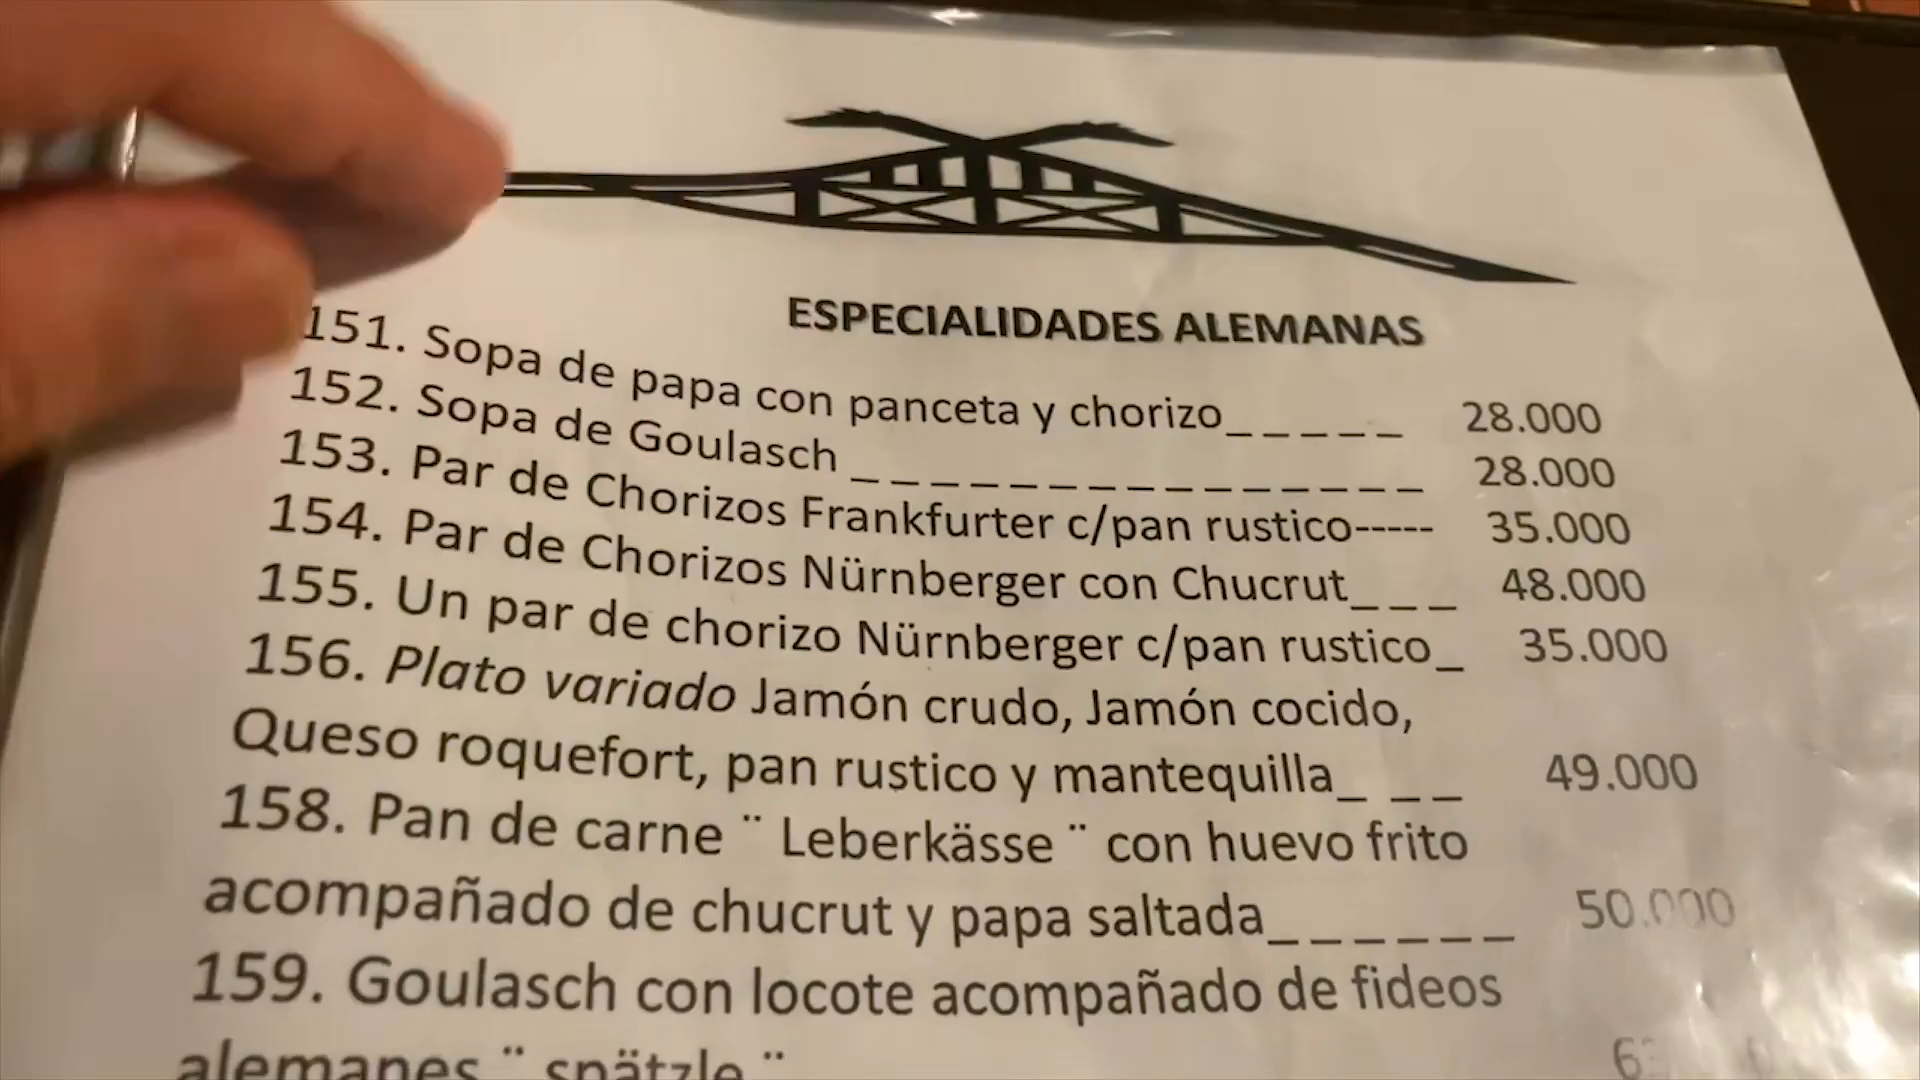 ESPECIALIDADES ALEMANAS
151. Sopa de papa con panceta y chorizo_ _ _ _ _ 28.000
152. Sopa de Goulasch _ _ _ _ _ _ _ _ _ _ _ _ _ _ _ 28.000
153. Par de Chorizos Frankfurter c/pan rustico----- 35.000
154. Par de Chorizos Nürnberger con Chucrut_ _ _ 48.000
155. Un par de chorizo Nürnberger c/pan rustico_ 35.000
156. Plato variado Jamón crudo, Jamón cocido,
Queso roquefort, pan rustico y mantequilla_ _ _ 49.000
158. Pan de carne ¨ Leberkässe ¨ con huevo frito
acompañado de chucrut y papa saltada_ _ _ _ _ _ 50.000
159. Goulasch con locote acompañado de fideos
alemanes ¨ spätzle ¨